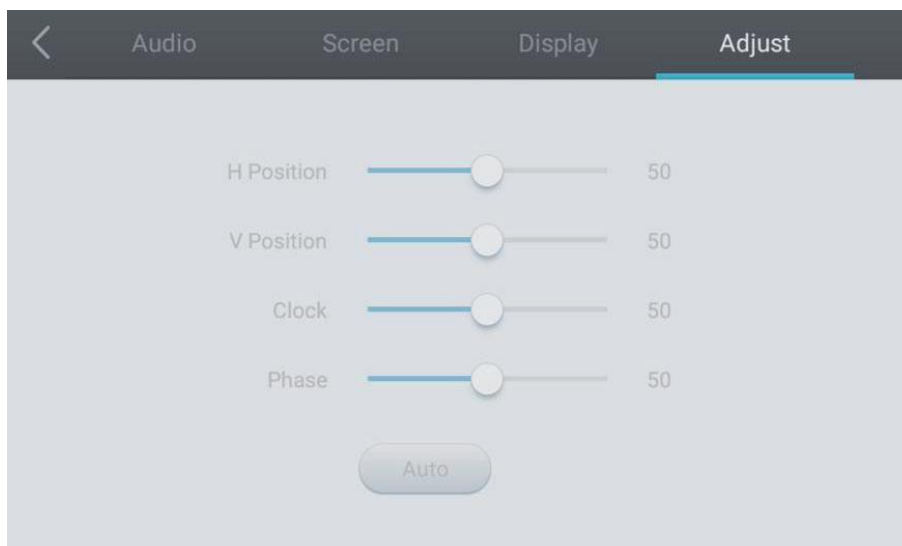 Audio Screen Display Adjust
H Position 50
V Position 50
Clock 50
Phase 50
Auto